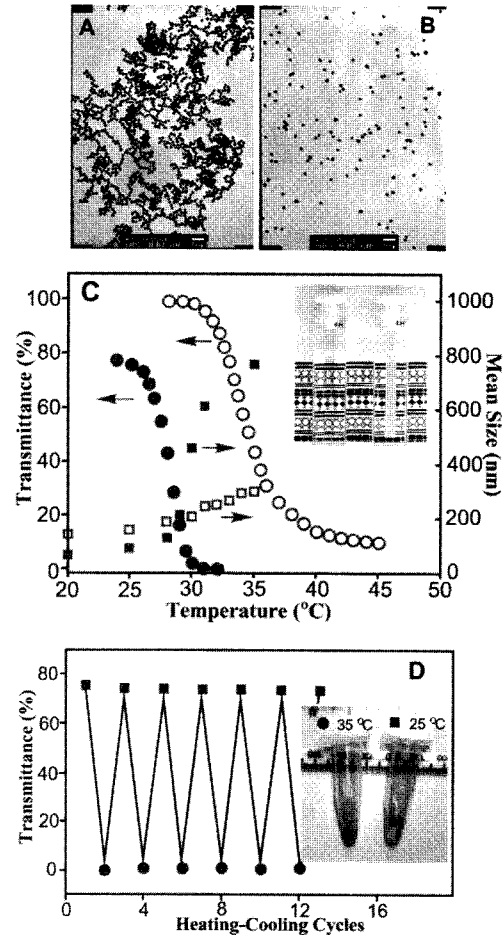 A
B
C
Transmittance (%)
100
80
60
40
20
0
1000
800
600
400
200
0
Mean Size (nm)
20 25 30 35 40 45 50
Temperature (°C)
D
Transmittance (%)
80
60
40
20
0
35 °C 25 °C
0 4 8 12 16
Heating-Cooling Cycles